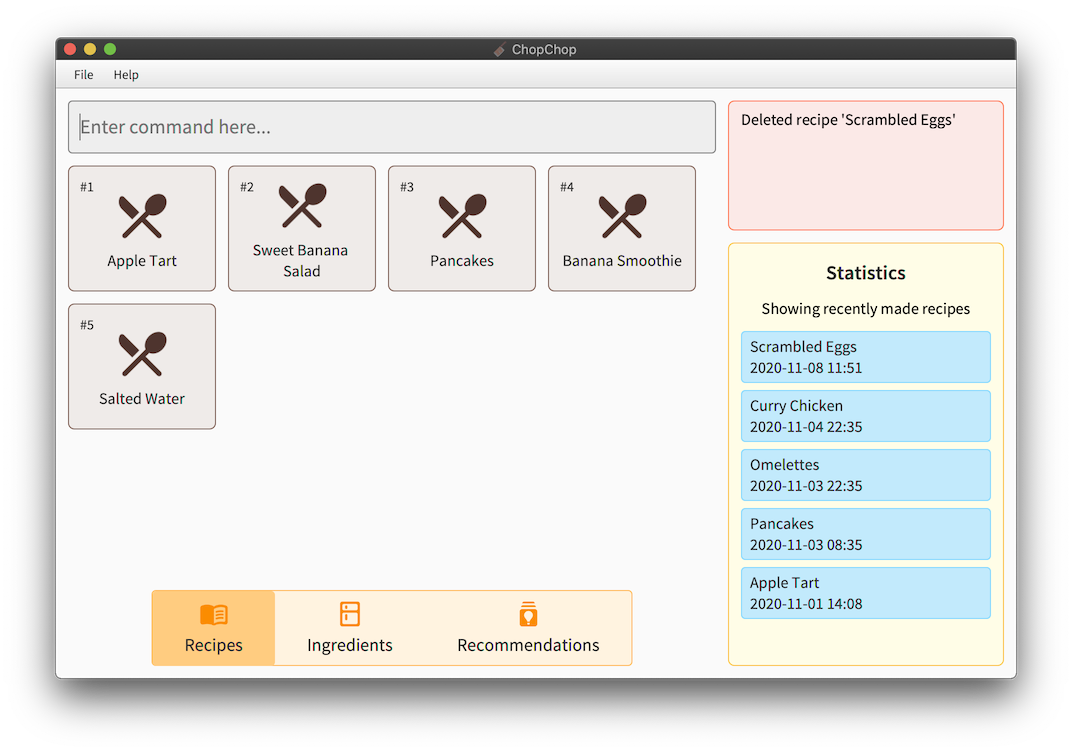 ChopChop
File Help
Enter command here...
#1
Apple Tart
#2
Sweet Banana
Salad
#3
Pancakes
#4
Banana Smoothie
#5
Salted Water
Recipes
Ingredients
Recommendations
Deleted recipe 'Scrambled Eggs'
Statistics
Showing recently made recipes
Scrambled Eggs
2020-11-08 11:51
Curry Chicken
2020-11-04 22:35
Omelettes
2020-11-03 22:35
Pancakes
2020-11-03 08:35
Apple Tart
2020-11-01 14:08